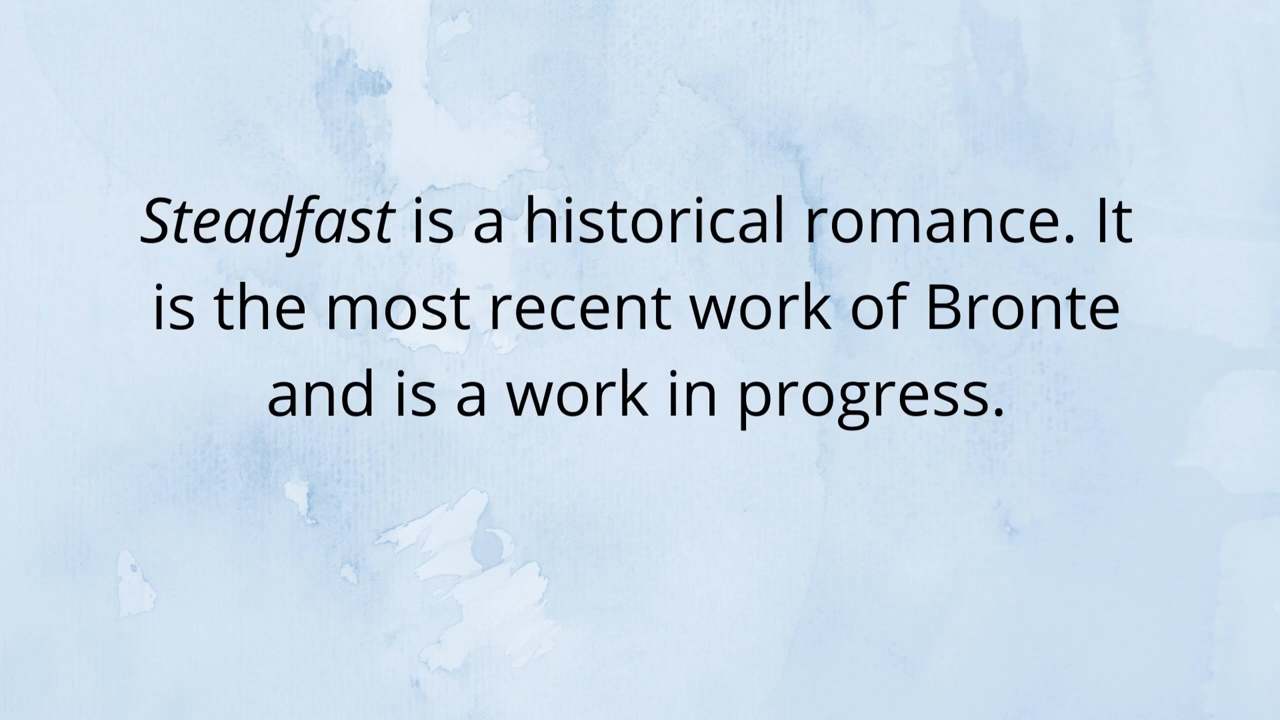 Steadfast is a historical romance. It
is the most recent work of Bronte
and is a work in progress.